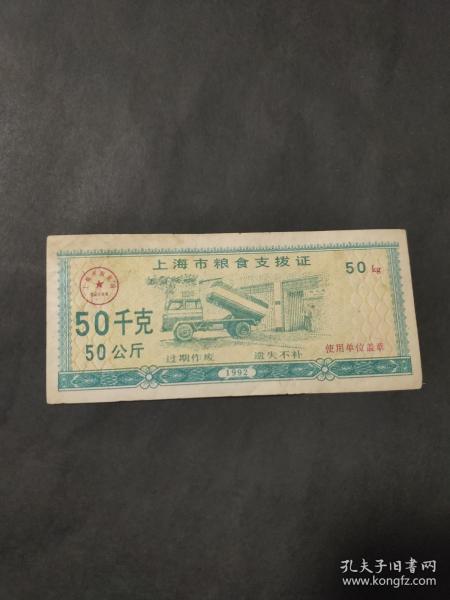 上海市粮食支拨证
50 kg
50千克
50公斤
过期作废 遗失不补
使用单位盖章
1992
孔夫子旧书网
www.kongfz.com